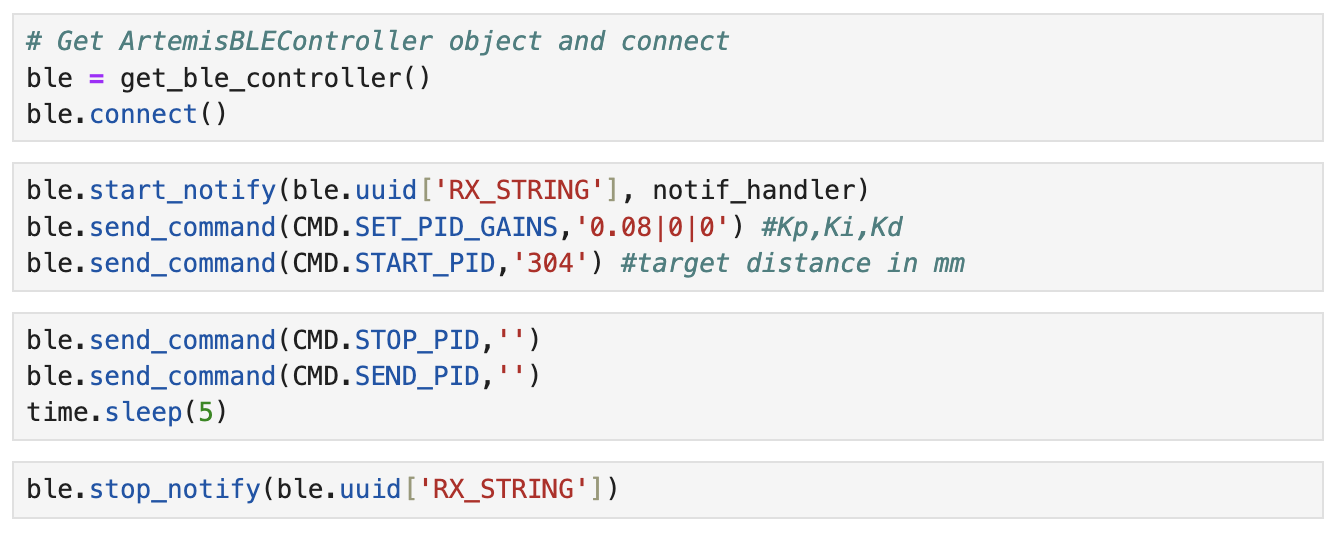 # Get ArtemisBLEController object and connect
ble = get_ble_controller()
ble.connect()
ble.start_notify(ble.uuid['RX_STRING'], notif_handler)
ble.send_command(CMD.SET_PID_GAINS,'0.08|0|0') #Kp,Ki,Kd
ble.send_command(CMD.START_PID,'304') #target distance in mm
ble.send_command(CMD.STOP_PID,'')
ble.send_command(CMD.SEND_PID,'')
time.sleep(5)
ble.stop_notify(ble.uuid['RX_STRING'])